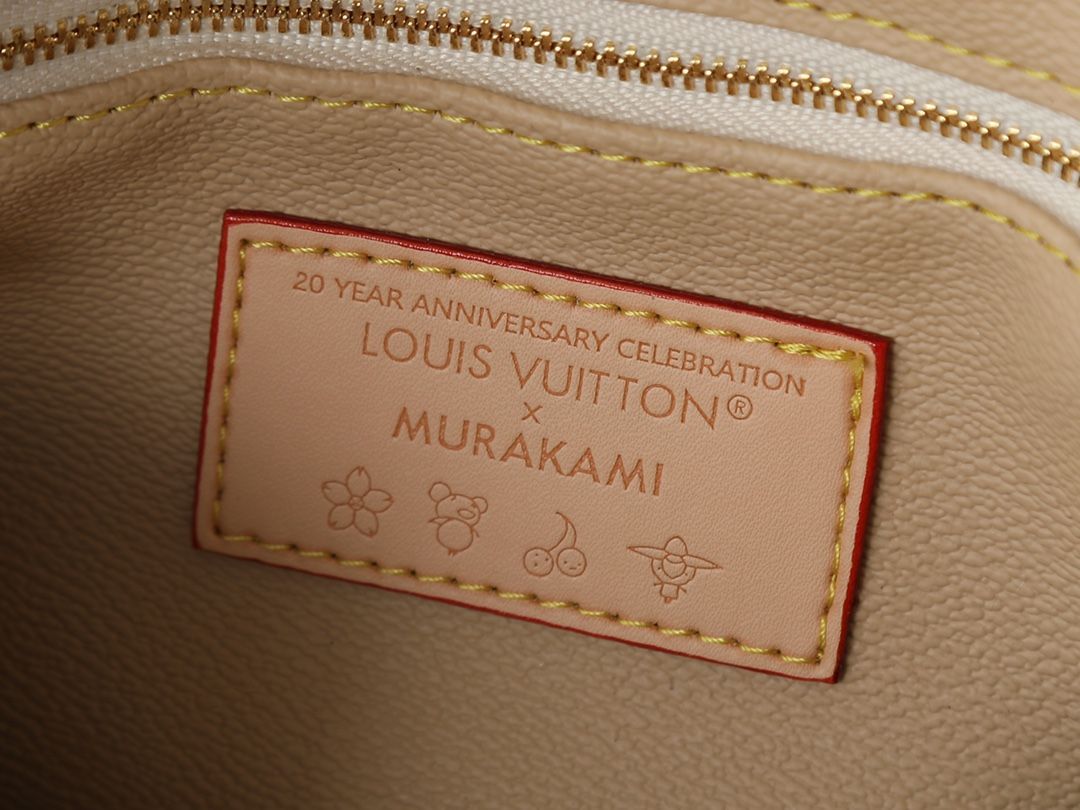 20 YEAR ANNIVERSARY CELEBRATION
LOUIS VUITTON®
x
MURAKAMI